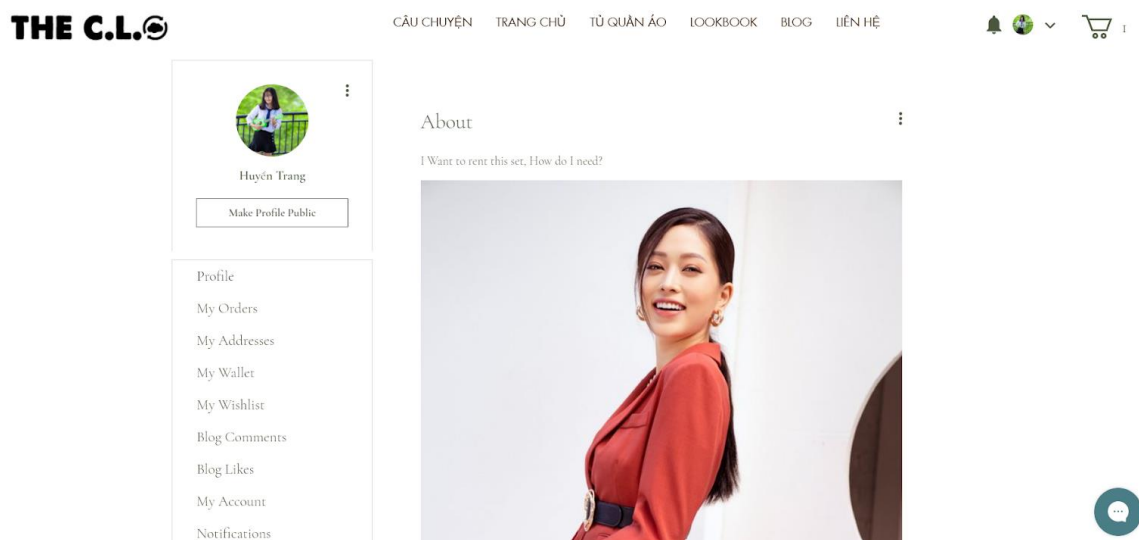 THE C.L.O
CÂU CHUYỆN TRANG CHỦ TỦ QUẦN ÁO LOOKBOOK BLOG LIÊN HỆ
1
Huyền Trang
Make Profile Public
Profile
My Orders
My Addresses
My Wallet
My Wishlist
Blog Comments
Blog Likes
My Account
Notifications
About
I Want to rent this set, How do I need?